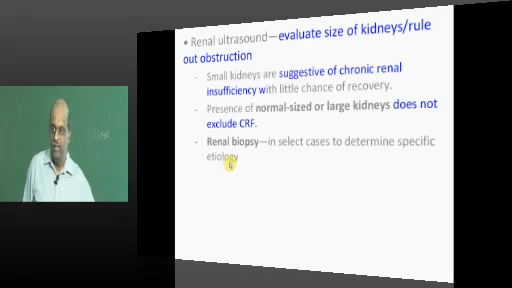 • Renal ultrasound—evaluate size of kidneys/rule
out obstruction
- Small kidneys are suggestive of chronic renal
insufficiency with little chance of recovery.
- Presence of normal-sized or large kidneys does not
exclude CRF.
- Renal biopsy—in select cases to determine specific
etiology